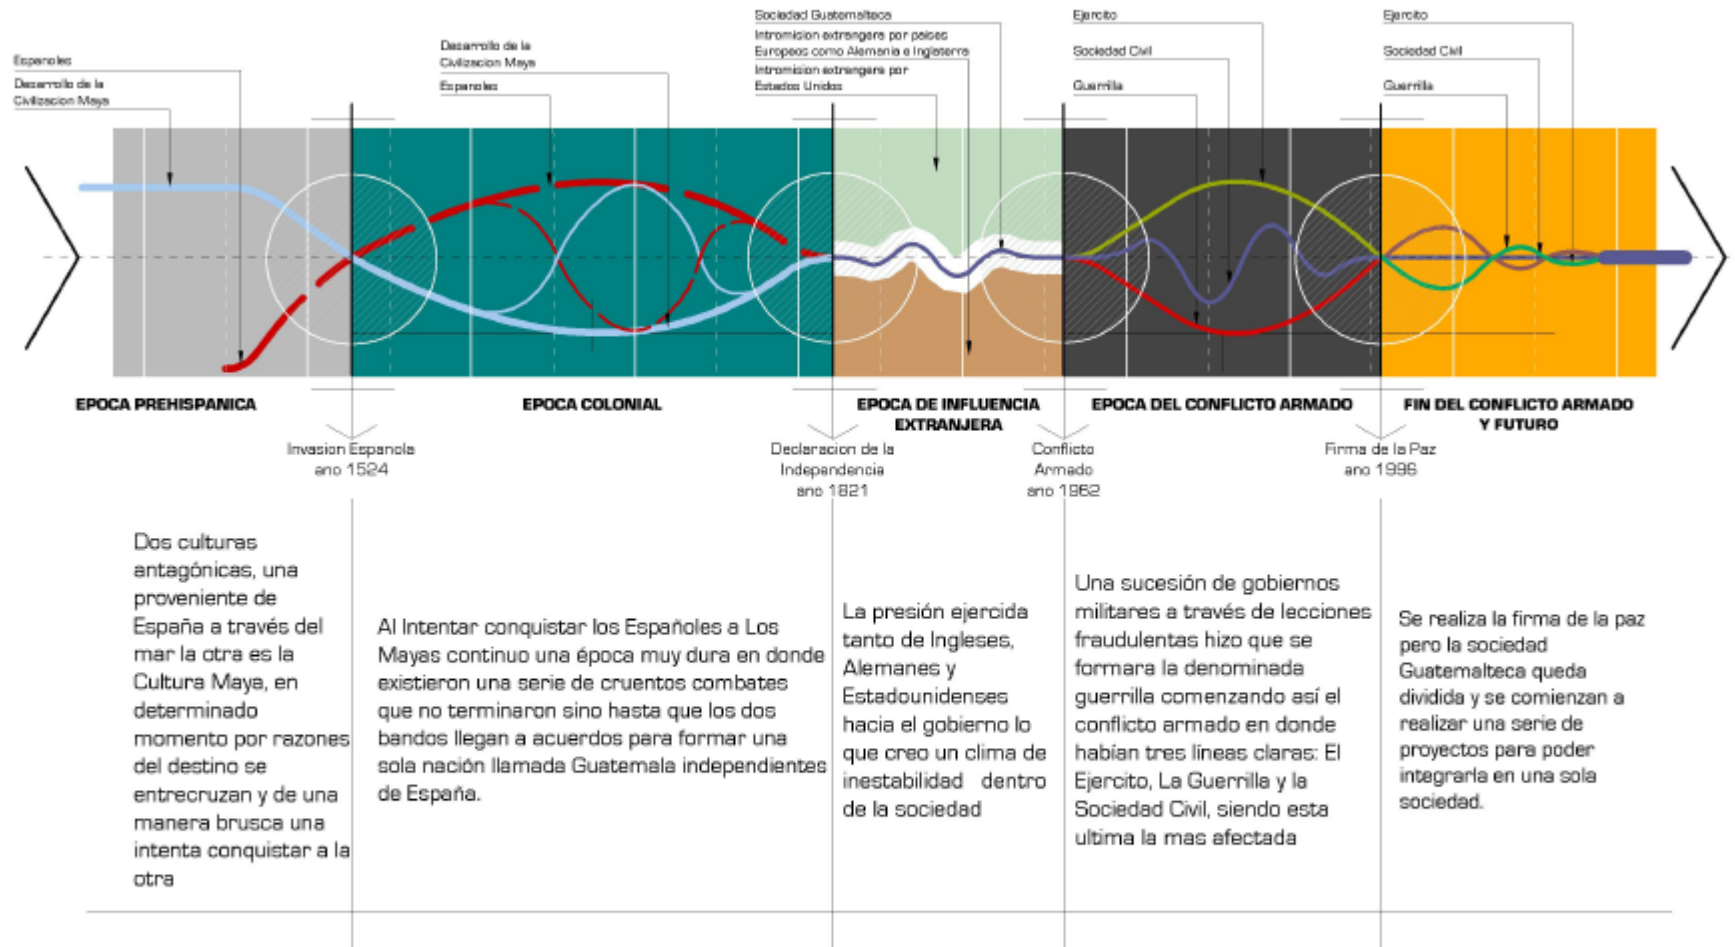 Espanoles
Desarrollo de la
Civilizacion Maya
Desarrollo de la
Civilizacion Maya
Espanoles
Sociedad Guatemalteca
Intromision extrangera por paises
Europeos como Alemania e Inglaterra
Intromision extrangera por
Estados Unidos
Ejercito
Sociedad Civil
Guerrilla
Ejercito
Sociedad Civil
Guerrilla
EPOCA PREHISPANICA
EPOCA COLONIAL
EPOCA DE INFLUENCIA
EXTRANJERA
EPOCA DEL CONFLICTO ARMADO
FIN DEL CONFLICTO ARMADO
Y FUTURO
Invasion Espanola
ano 1524
Declaracion de la
Independencia
ano 1821
Conflicto
Armado
ano 1962
Firma de la Paz
ano 1996
Dos culturas
antagónicas, una
proveniente de
España a través del
mar la otra es la
Cultura Maya, en
determinado
momento por razones
del destino se
entrecruzan y de una
manera brusca una
intenta conquistar a la
otra
Al Intentar conquistar los Españoles a Los
Mayas continuo una época muy dura en donde
existieron una serie de cruentos combates
que no terminaron sino hasta que los dos
bandos llegan a acuerdos para formar una
sola nación llamada Guatemala independientes
de España.
La presión ejercida
tanto de Ingleses,
Alemanes y
Estadounidenses
hacia el gobierno lo
que creo un clima de
inestabilidad dentro
de la sociedad
Una sucesión de gobiernos
militares a través de lecciones
fraudulentas hizo que se
formara la denominada
guerrilla comenzando así el
conflicto armado en donde
habían tres líneas claras: El
Ejercito, La Guerrilla y la
Sociedad Civil, siendo esta
ultima la mas afectada
Se realiza la firma de la paz
pero la sociedad
Guatemalteca queda
dividida y se comienzan a
realizar una serie de
proyectos para poder
integrarla en una sola
sociedad.